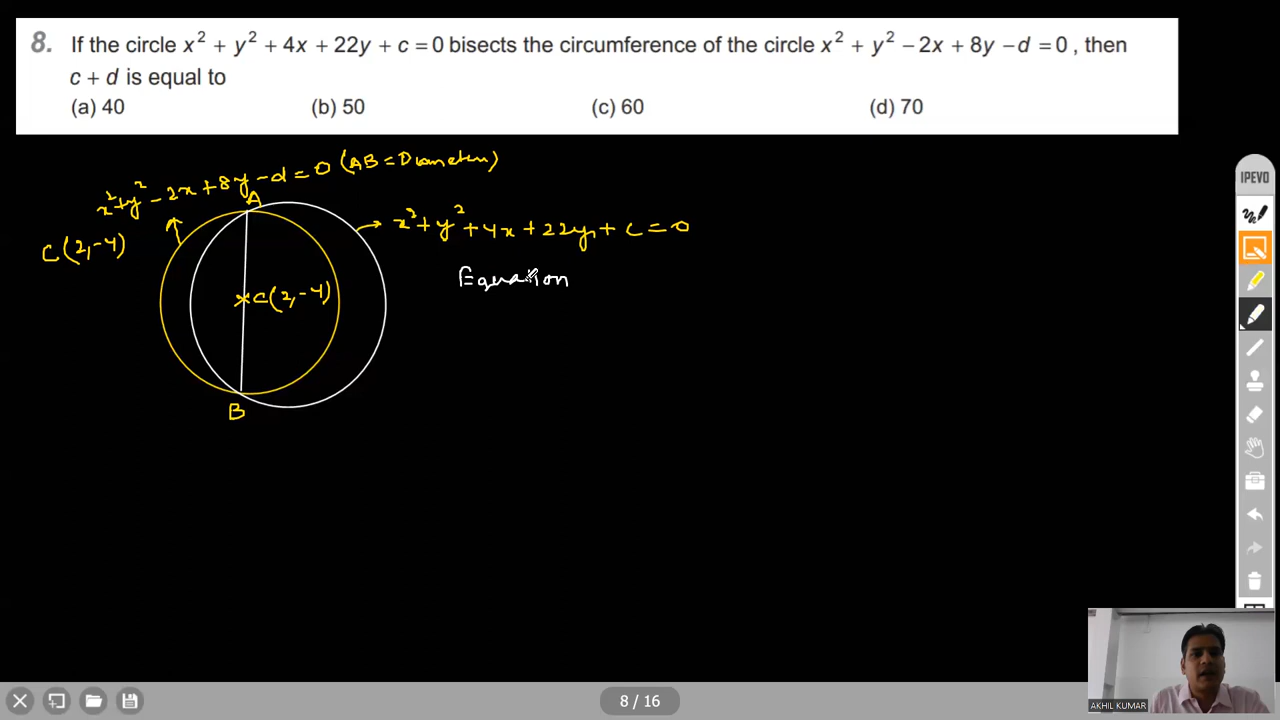 8. If the circle x² + y² + 4x + 22y + c = 0 bisects the circumference of the circle x² + y² − 2x + 8y − d = 0, then
c + d is equal to
(a) 40 (b) 50 (c) 60 (d) 70
x² + y² − 2x + 8y − d = 0 (AB = Diameter)
A
x² + y² + 4x + 22y + c = 0
C(2, −4)
Equation
C(2, −4)
B
IPEVO
8 / 16
AKHIL KUMAR